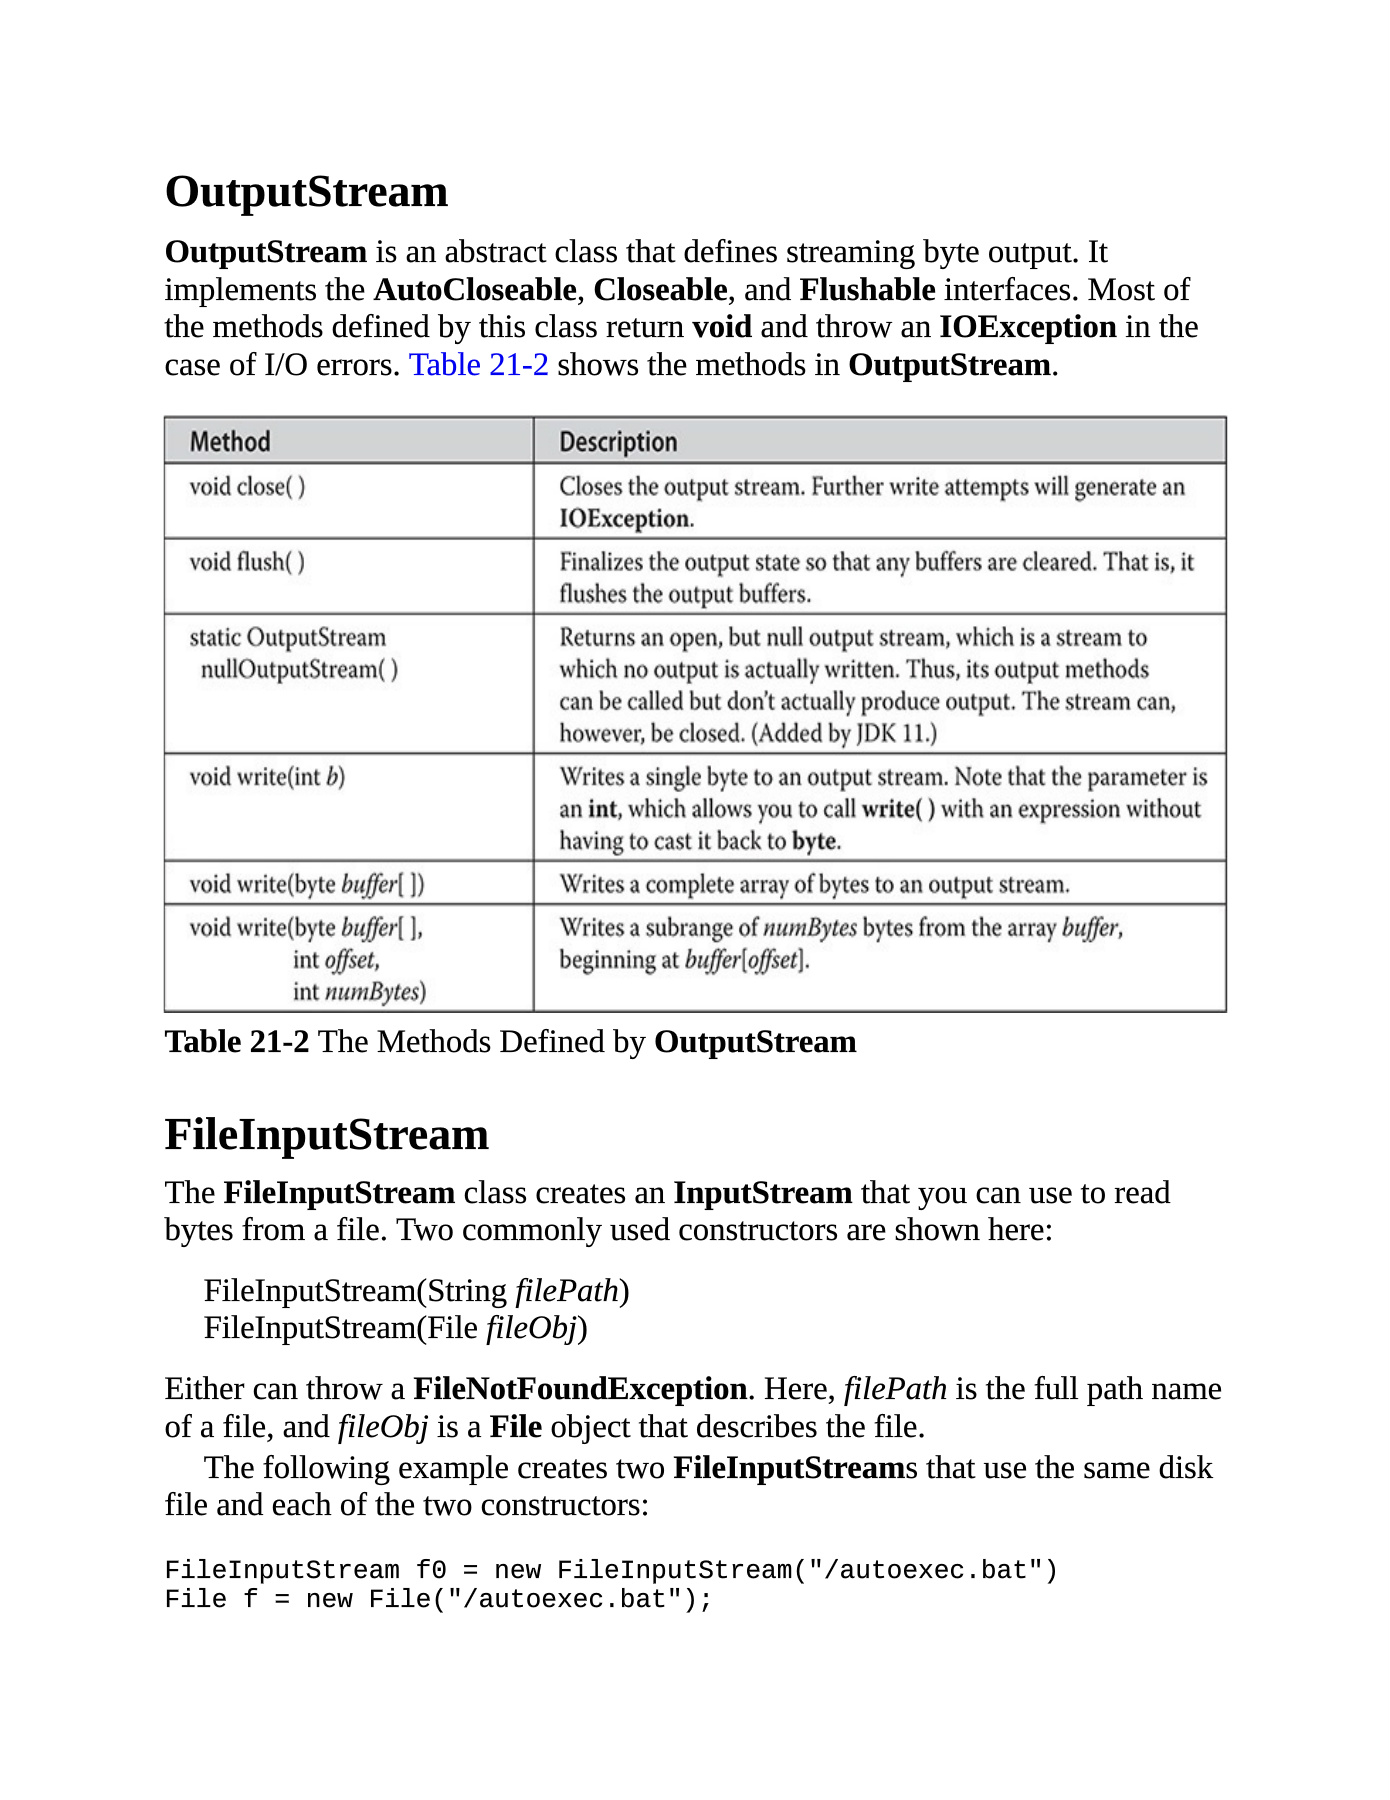 OutputStream
OutputStream is an abstract class that defines streaming byte output. It
implements the AutoCloseable, Closeable, and Flushable interfaces. Most of
the methods defined by this class return void and throw an IOException in the
case of I/O errors. Table 21-2 shows the methods in OutputStream.
Method Description
void close( ) Closes the output stream. Further write attempts will generate an
IOException.
void flush( ) Finalizes the output state so that any buffers are cleared. That is, it
flushes the output buffers.
static OutputStream Returns an open, but null output stream, which is a stream to
nullOutputStream( ) which no output is actually written. Thus, its output methods
can be called but don’t actually produce output. The stream can,
however, be closed. (Added by JDK 11.)
void write(int b) Writes a single byte to an output stream. Note that the parameter is
an int, which allows you to call write( ) with an expression without
having to cast it back to byte.
void write(byte buffer[ ]) Writes a complete array of bytes to an output stream.
void write(byte buffer[ ], Writes a subrange of numBytes bytes from the array buffer,
int offset, beginning at buffer[offset].
int numBytes)
Table 21-2 The Methods Defined by OutputStream
FileInputStream
The FileInputStream class creates an InputStream that you can use to read
bytes from a file. Two commonly used constructors are shown here:
FileInputStream(String filePath)
FileInputStream(File fileObj)
Either can throw a FileNotFoundException. Here, filePath is the full path name
of a file, and fileObj is a File object that describes the file.
The following example creates two FileInputStreams that use the same disk
file and each of the two constructors:
FileInputStream f0 = new FileInputStream("/autoexec.bat")
File f = new File("/autoexec.bat");